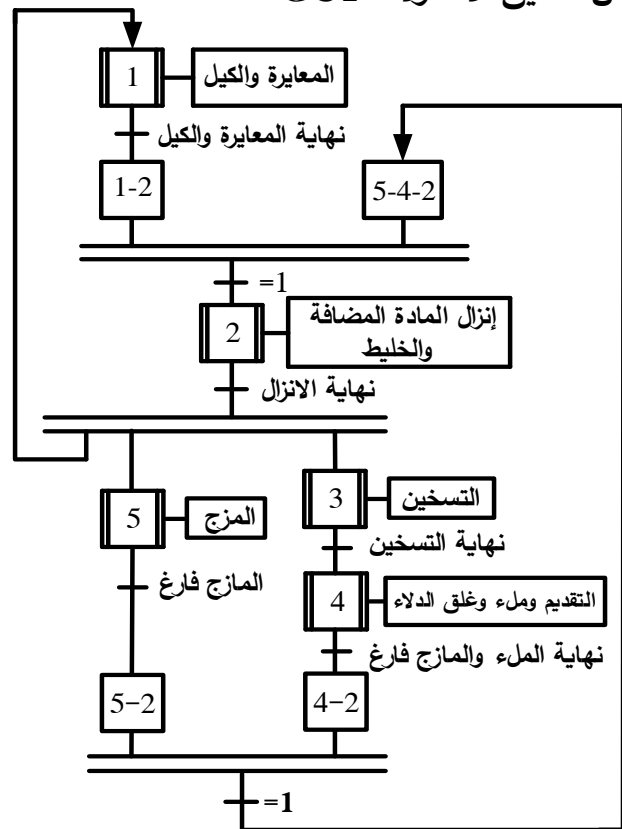 1
المعايرة والكيل
نهاية المعايرة والكيل
1-2
5-4-2
=1
2
إنزال المادة المضافة
والخليط
نهاية الانزال
5
المزج
3
التسخين
نهاية التسخين
المازج فارغ
4
التقديم وملء وغلق الدلاء
نهاية الملء والمازج فارغ
5-2
4-2
=1